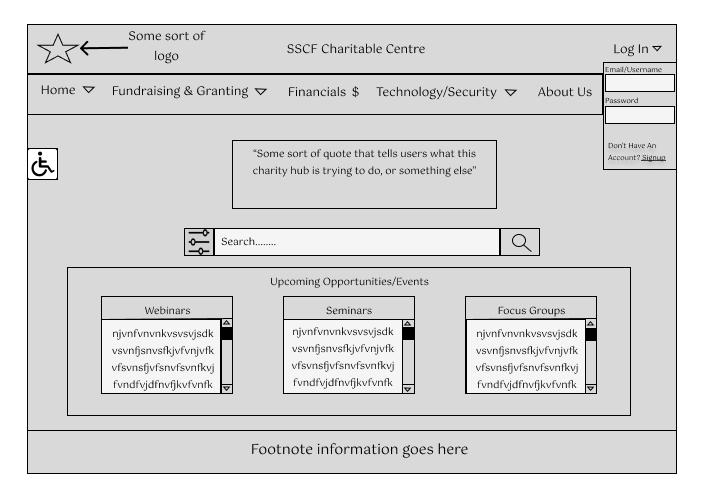 Some sort of
logo
SSCF Charitable Centre
Log In
Email/Username
Password
Don't Have An
Account? Signup
Home
Fundraising & Granting
Financials $
Technology/Security
About Us
“Some sort of quote that tells users what this
charity hub is trying to do, or something else”
Search........
Upcoming Opportunities/Events
Webinars
njvnfvnvnkvsvsvjsdk
vsvnfjsnvsfkjvfvnjvfk
vfsvnsfjvfsnvfsvnfkvj
fvndfvjdfnvfjkvfvnfk
Seminars
njvnfvnvnkvsvsvjsdk
vsvnfjsnvsfkjvfvnjvfk
vfsvnsfjvfsnvfsvnfkvj
fvndfvjdfnvfjkvfvnfk
Focus Groups
njvnfvnvnkvsvsvjsdk
vsvnfjsnvsfkjvfvnjvfk
vfsvnsfjvfsnvfsvnfkvj
fvndfvjdfnvfjkvfvnfk
Footnote information goes here